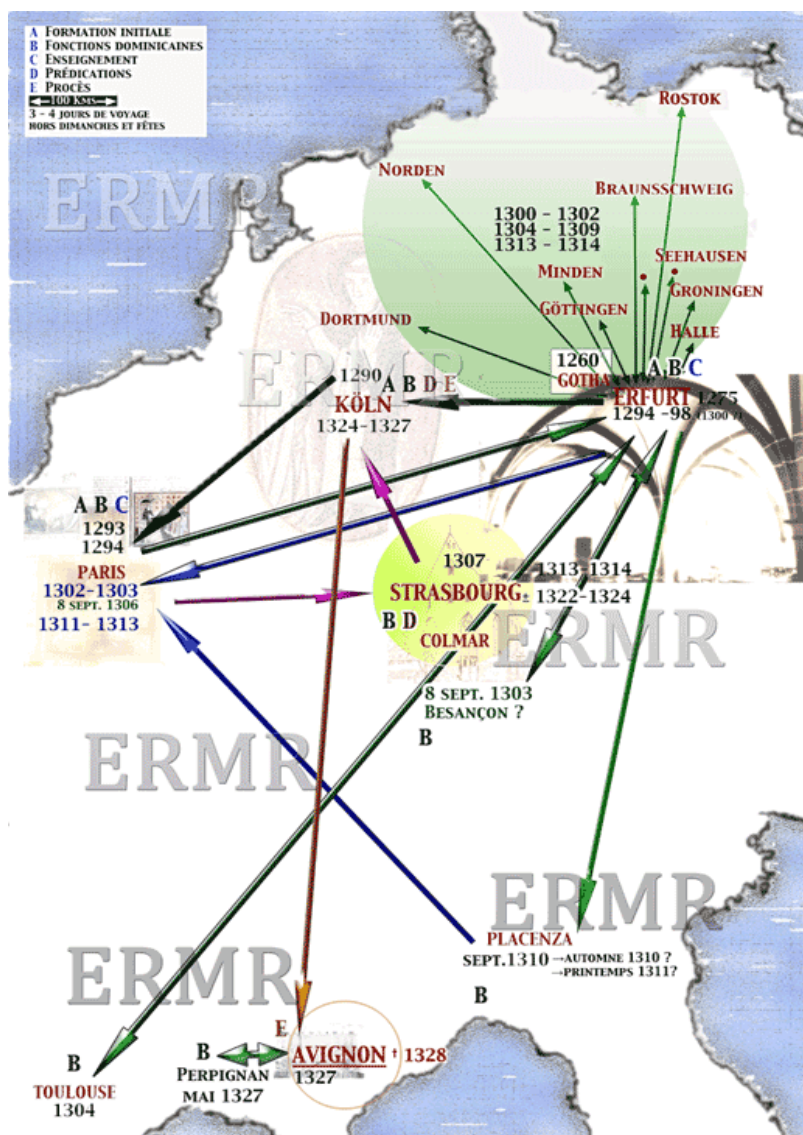 A Formation initiale
B Fonctions dominicaines
C Enseignement
D Prédications
E Procès
100 Kms
3 - 4 jours de voyage
hors dimanches et fêtes
Rostok
ERMR
Norden
Braunsschweig
1300 - 1302
1304 - 1309
1313 - 1314
Seehausen
Minden
Groningen
Göttingen
Dortmund
Halle
ERMR
1260
Gotha
A B C
1290
A B D E
Köln
Erfurt 1275
1324-1327
1294 -98 (1300 ?)
A B C
1293
1294
Paris
1302-1303
8 sept. 1306
1311- 1313
1307
1313-1314
Strasbourg ± 1322-1324
B D
Colmar
ERMR
8 sept. 1303
Besançon ?
B
ERMR
ERMR
Placenza
sept.1310 →automne 1310 ?
→printemps 1311?
B
ERMR
E
B
Avignon † 1328
Perpignan
1327
mai 1327
B
Toulouse
1304